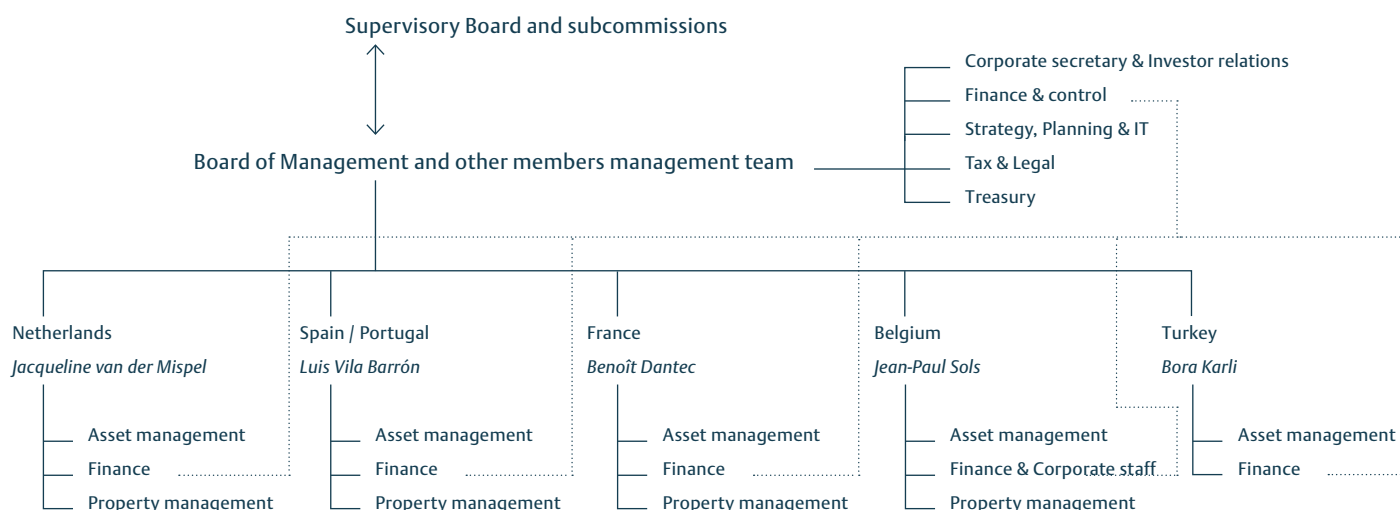 Supervisory Board and subcommissions
Corporate secretary & Investor relations
Finance & control
Strategy, Planning & IT
Board of Management and other members management team
Tax & Legal
Treasury
Netherlands
Jacqueline van der Mispel
Asset management
Finance
Property management
Spain / Portugal
Luis Vila Barrón
Asset management
Finance
Property management
France
Benoît Dantec
Asset management
Finance
Property management
Belgium
Jean-Paul Sols
Asset management
Finance & Corporate staff
Property management
Turkey
Bora Karli
Asset management
Finance